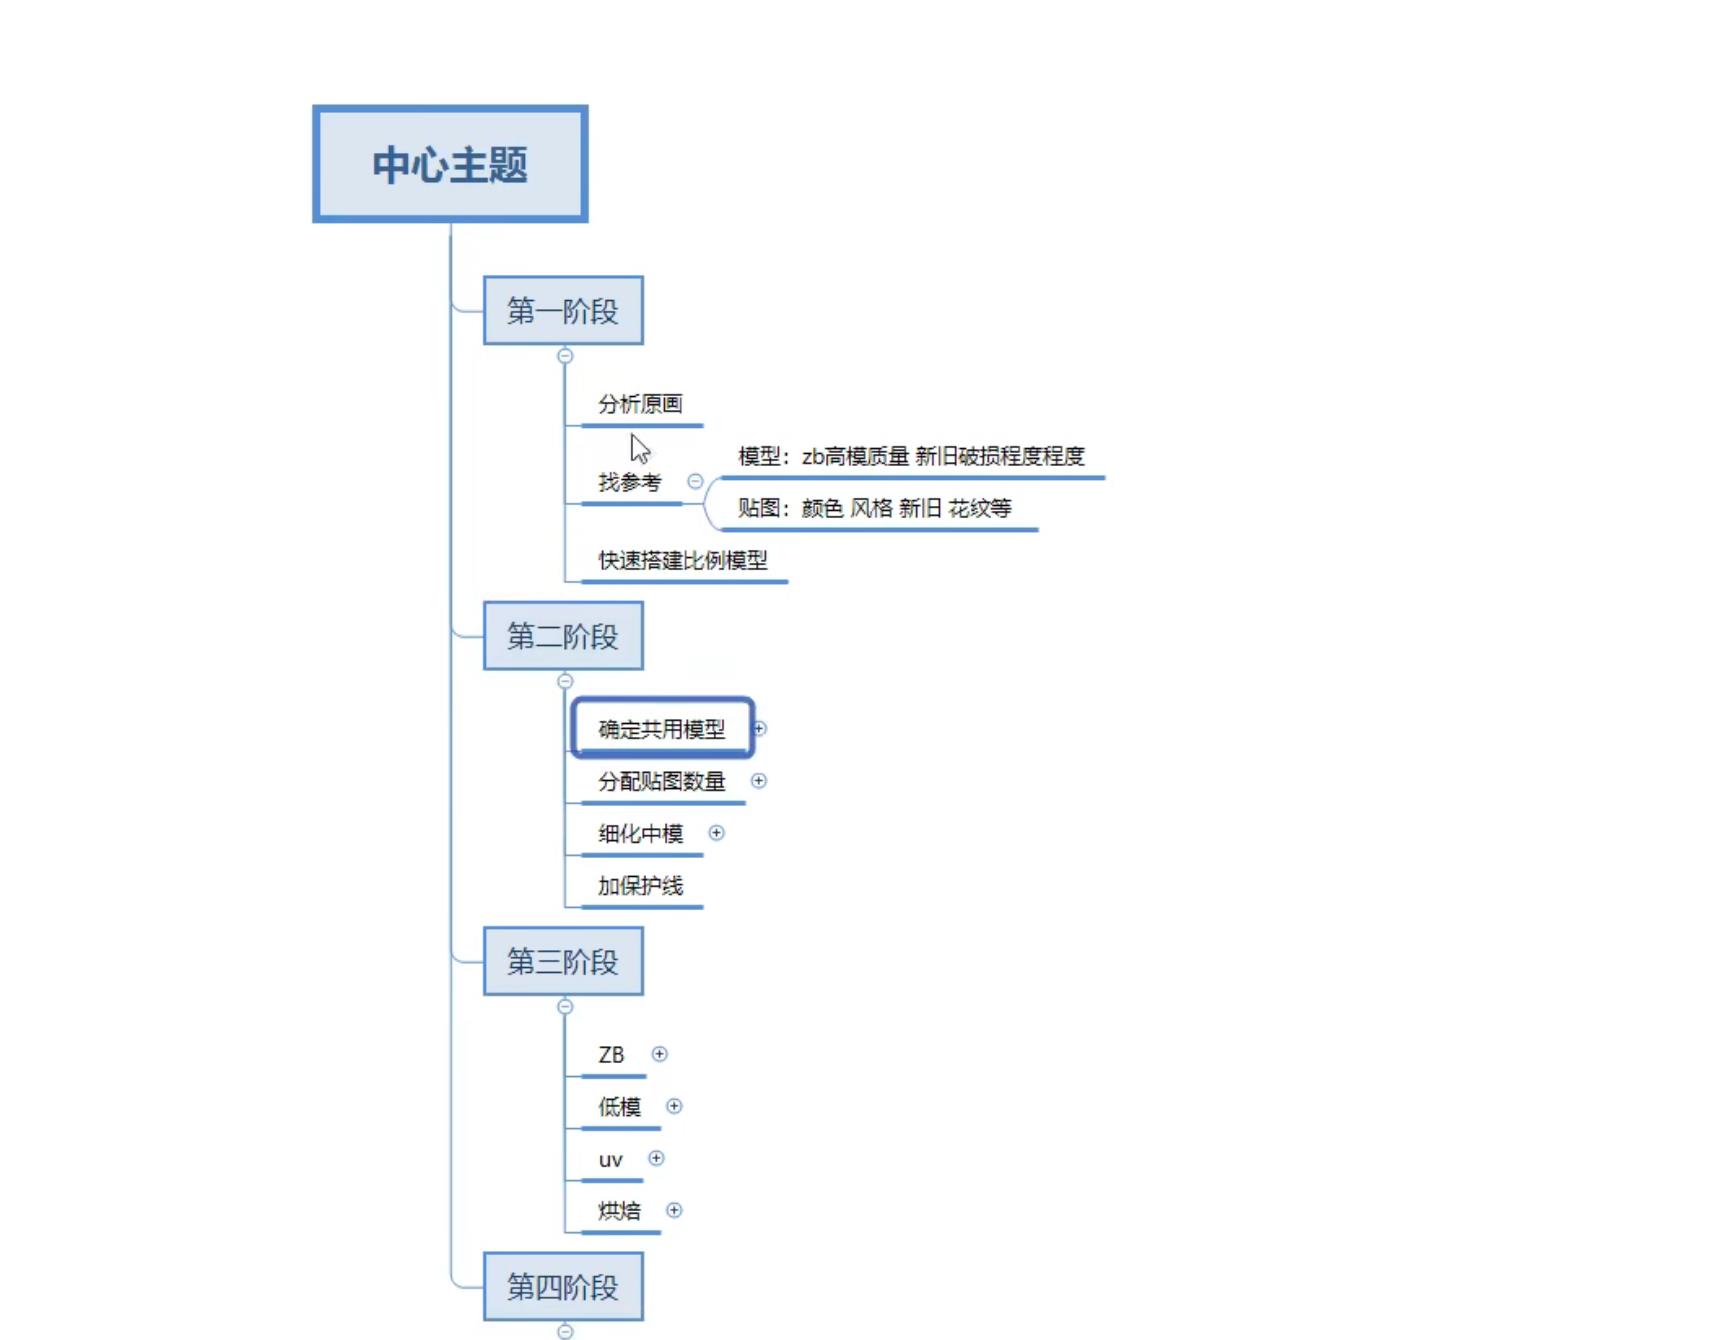 中心主题
第一阶段
分析原画
找参考
模型：zb高模质量 新旧破损程度程度
贴图：颜色 风格 新旧 花纹等
快速搭建比例模型
第二阶段
确定共用模型
分配贴图数量
细化中模
加保护线
第三阶段
ZB
低模
uv
烘焙
第四阶段